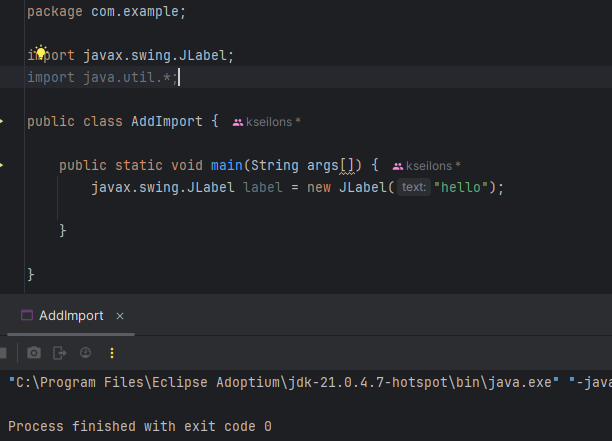 package com.example;
import javax.swing.JLabel;
import java.util.*;
public class AddImport { kseilons *
public static void main(String args[]) { kseilons *
javax.swing.JLabel label = new JLabel( text: "hello");
}
}
AddImport
"C:\Program Files\Eclipse Adoptium\jdk-21.0.4.7-hotspot\bin\java.exe" "-java
Process finished with exit code 0